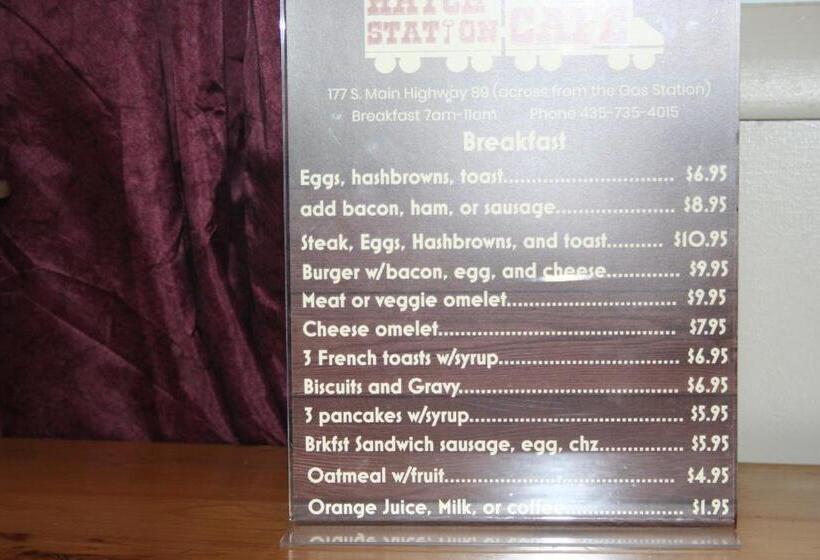 HATCH
STATION CAFE
177 S. Main Highway 89 (across from the Gas Station)
Breakfast 7am-11am Phone 435-735-4015
Breakfast
Eggs, hashbrowns, toast.............................. $6.95
add bacon, ham, or sausage..................... $8.95
Steak, Eggs, Hashbrowns, and toast.......... $10.95
Burger w/bacon, egg, and cheese............. $9.95
Meat or veggie omelet............................... $9.95
Cheese omelet.......................................... $7.95
3 French toasts w/syrup................................ $6.95
Biscuits and Gravy....................................... $6.95
3 pancakes w/syrup...................................... $5.95
Brkfst Sandwich sausage, egg, chz............... $5.95
Oatmeal w/fruit......................................... $4.95
Orange Juice, Milk, or coffee..................... $1.95